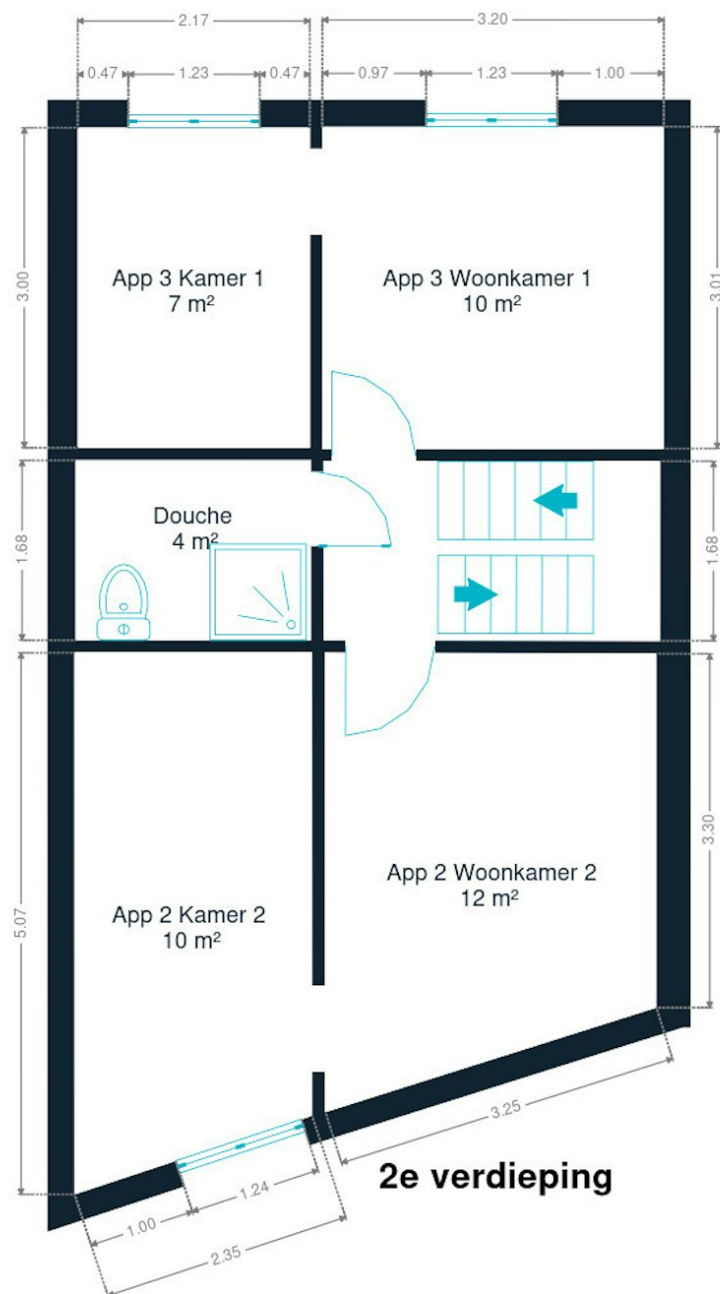 2.17
3.20
0.47
1.23
0.47
0.97
1.23
1.00
3.00
App 3 Kamer 1
7 m²
App 3 Woonkamer 1
10 m²
3.01
1.68
Douche
4 m²
1.68
5.07
App 2 Kamer 2
10 m²
App 2 Woonkamer 2
12 m²
3.30
3.25
2e verdieping
1.00
1.24
2.35